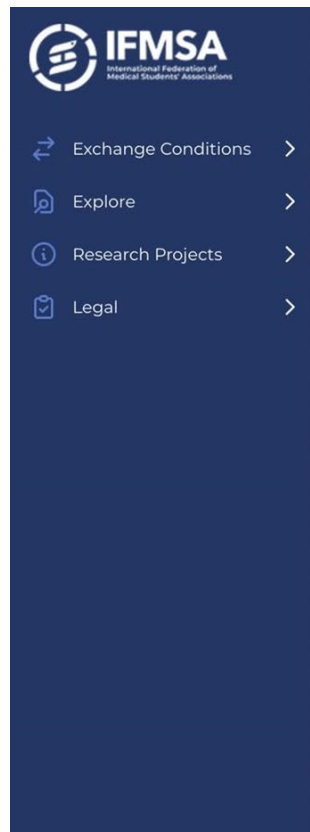 IFMSA
International Federation of
Medical Students' Associations
Exchange Conditions
Explore
Research Projects
Legal